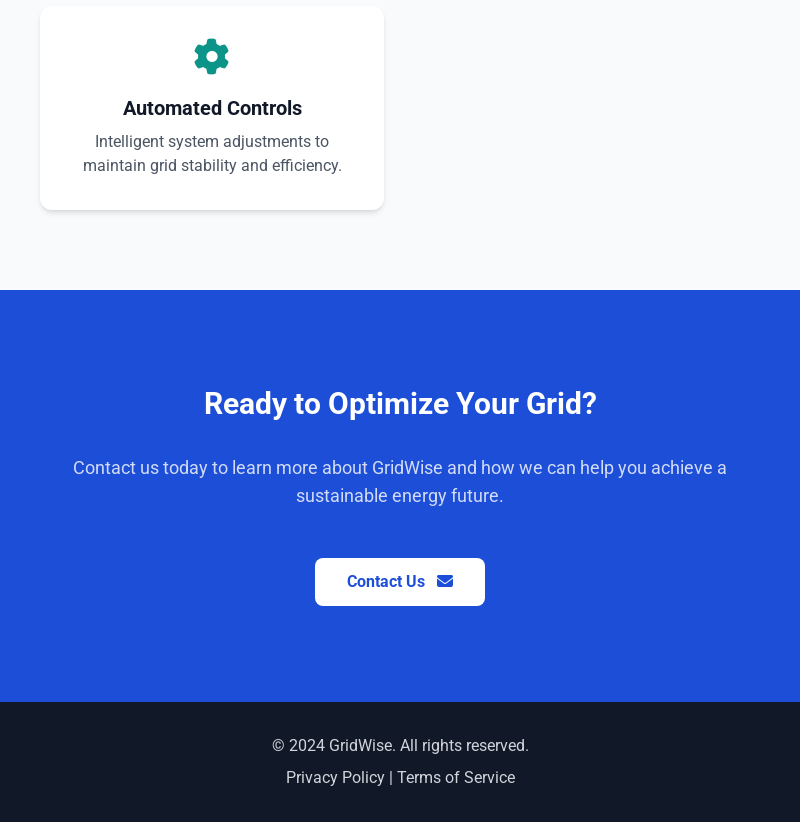 Automated Controls
Intelligent system adjustments to
maintain grid stability and efficiency.
Ready to Optimize Your Grid?
Contact us today to learn more about GridWise and how we can help you achieve a
sustainable energy future.
Contact Us
© 2024 GridWise. All rights reserved.
Privacy Policy | Terms of Service